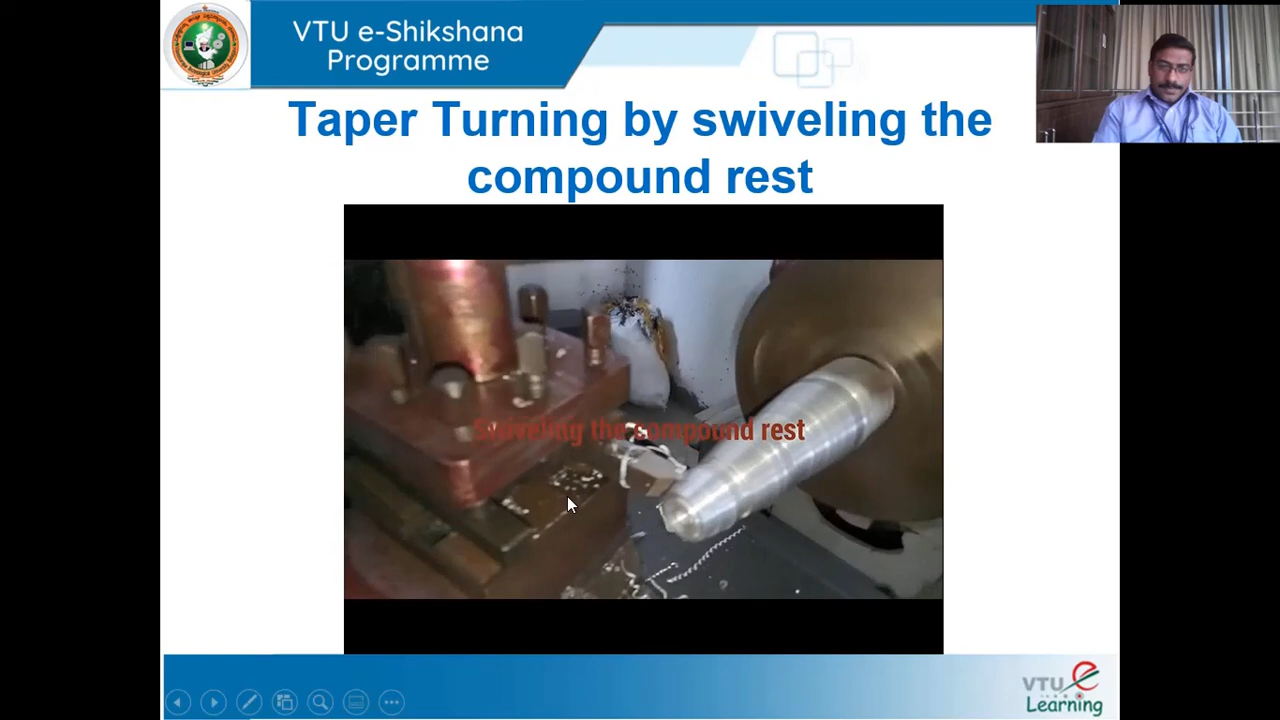 VTU e-Shikshana
Programme
Taper Turning by swiveling the
compound rest
Swiveling the compound rest
VTU e
Learning